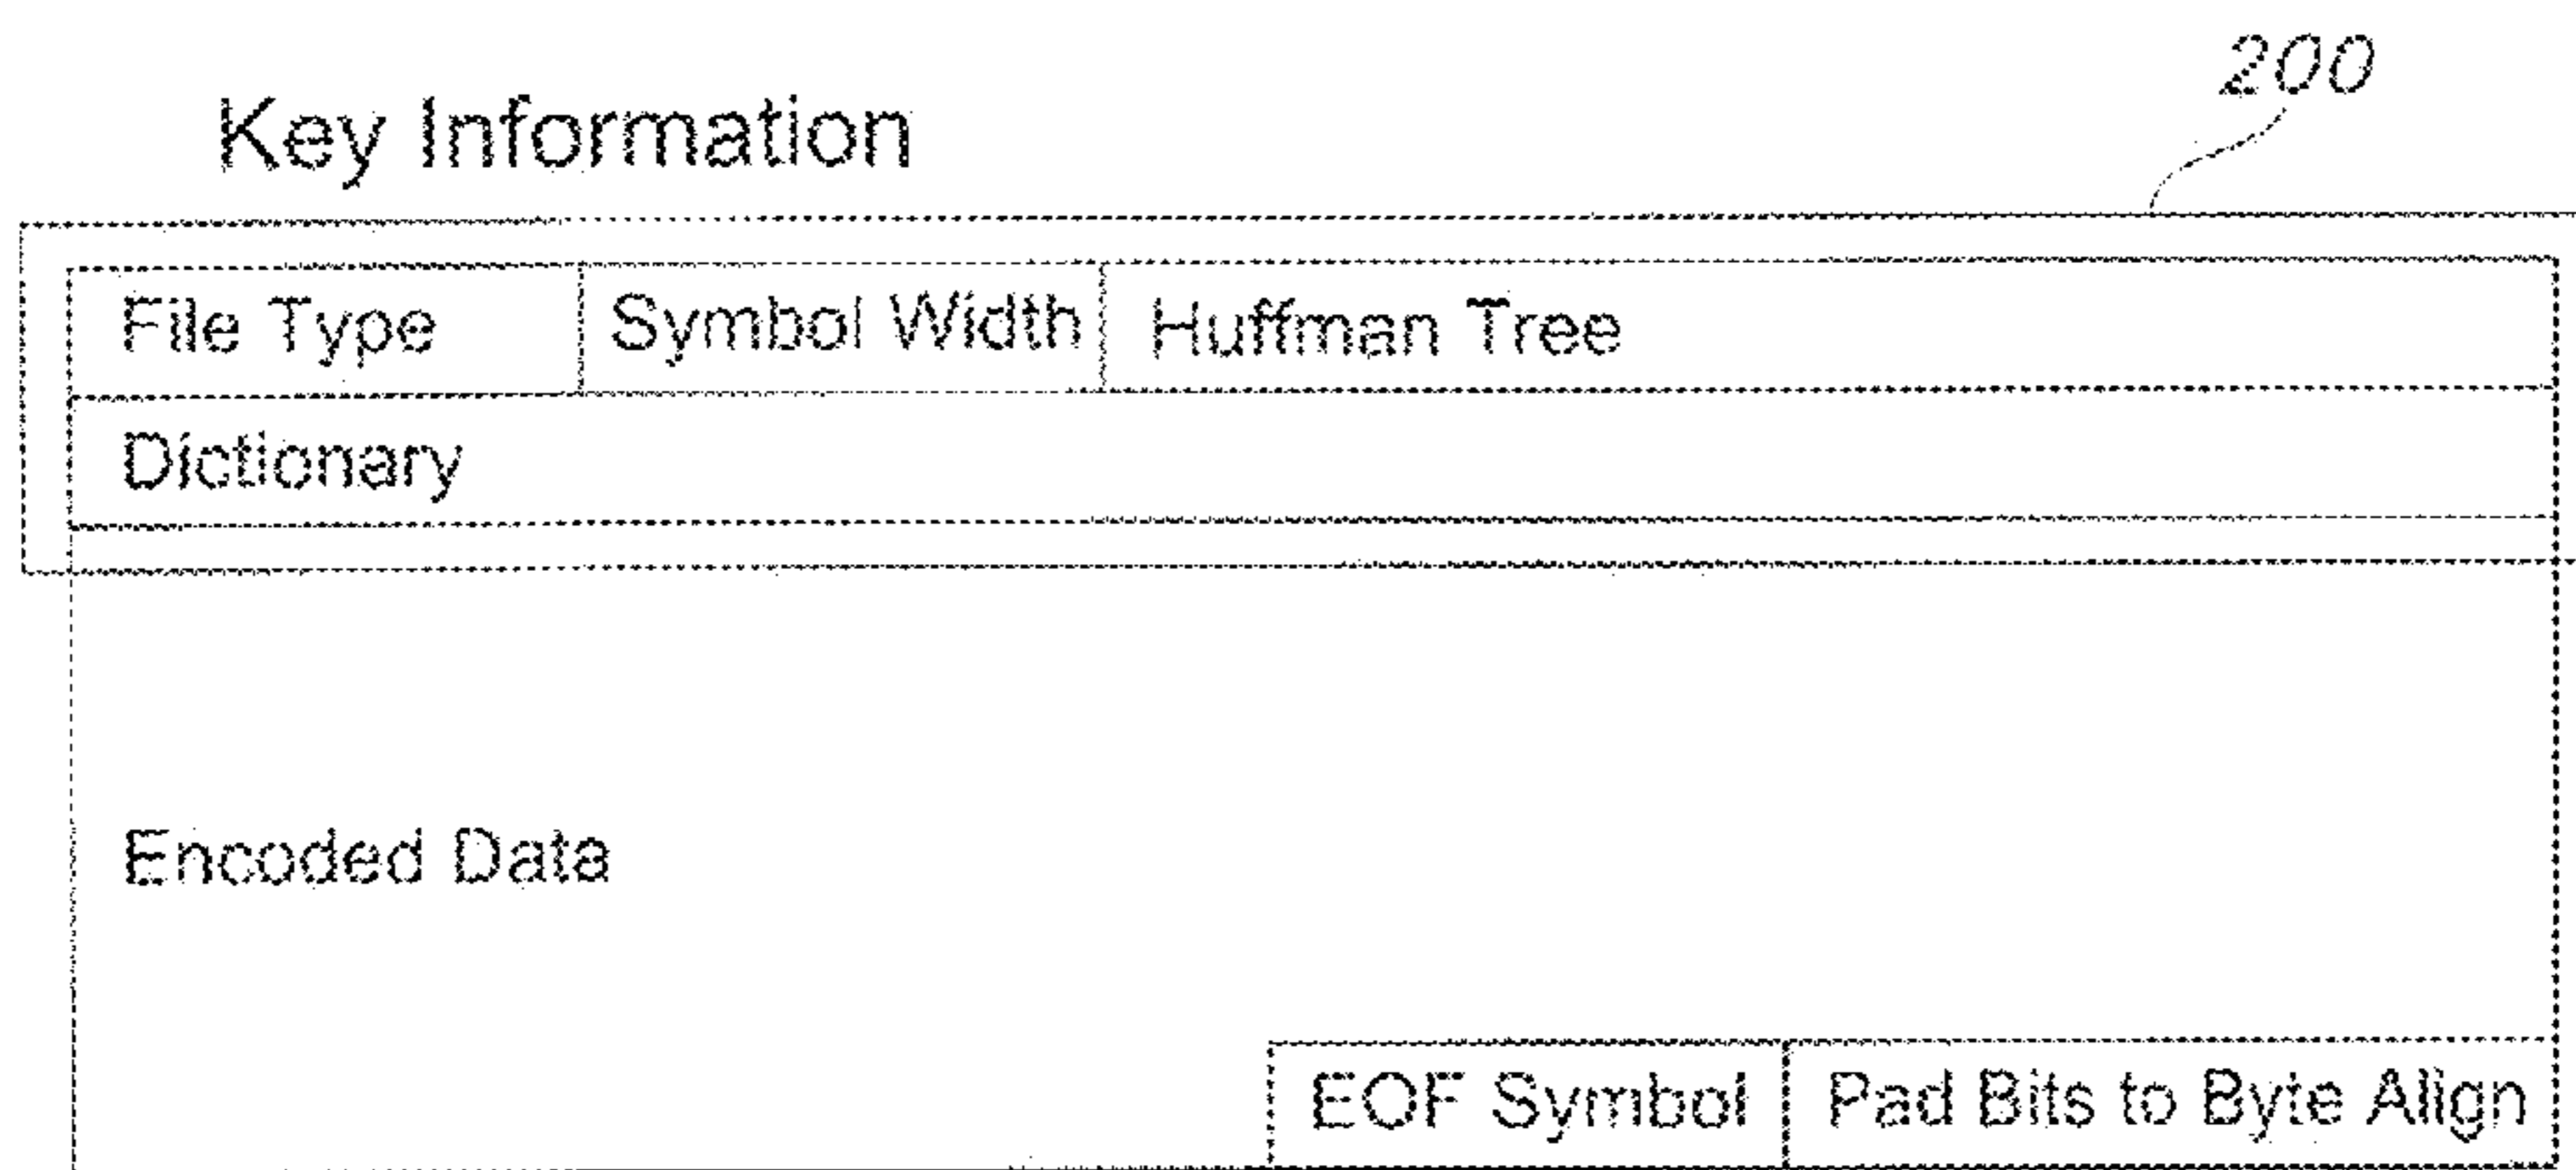 200
Key Information
File Type Symbol Width Huffman Tree
Dictionary
Encoded Data
EOF Symbol Pad Bits to Byte Align